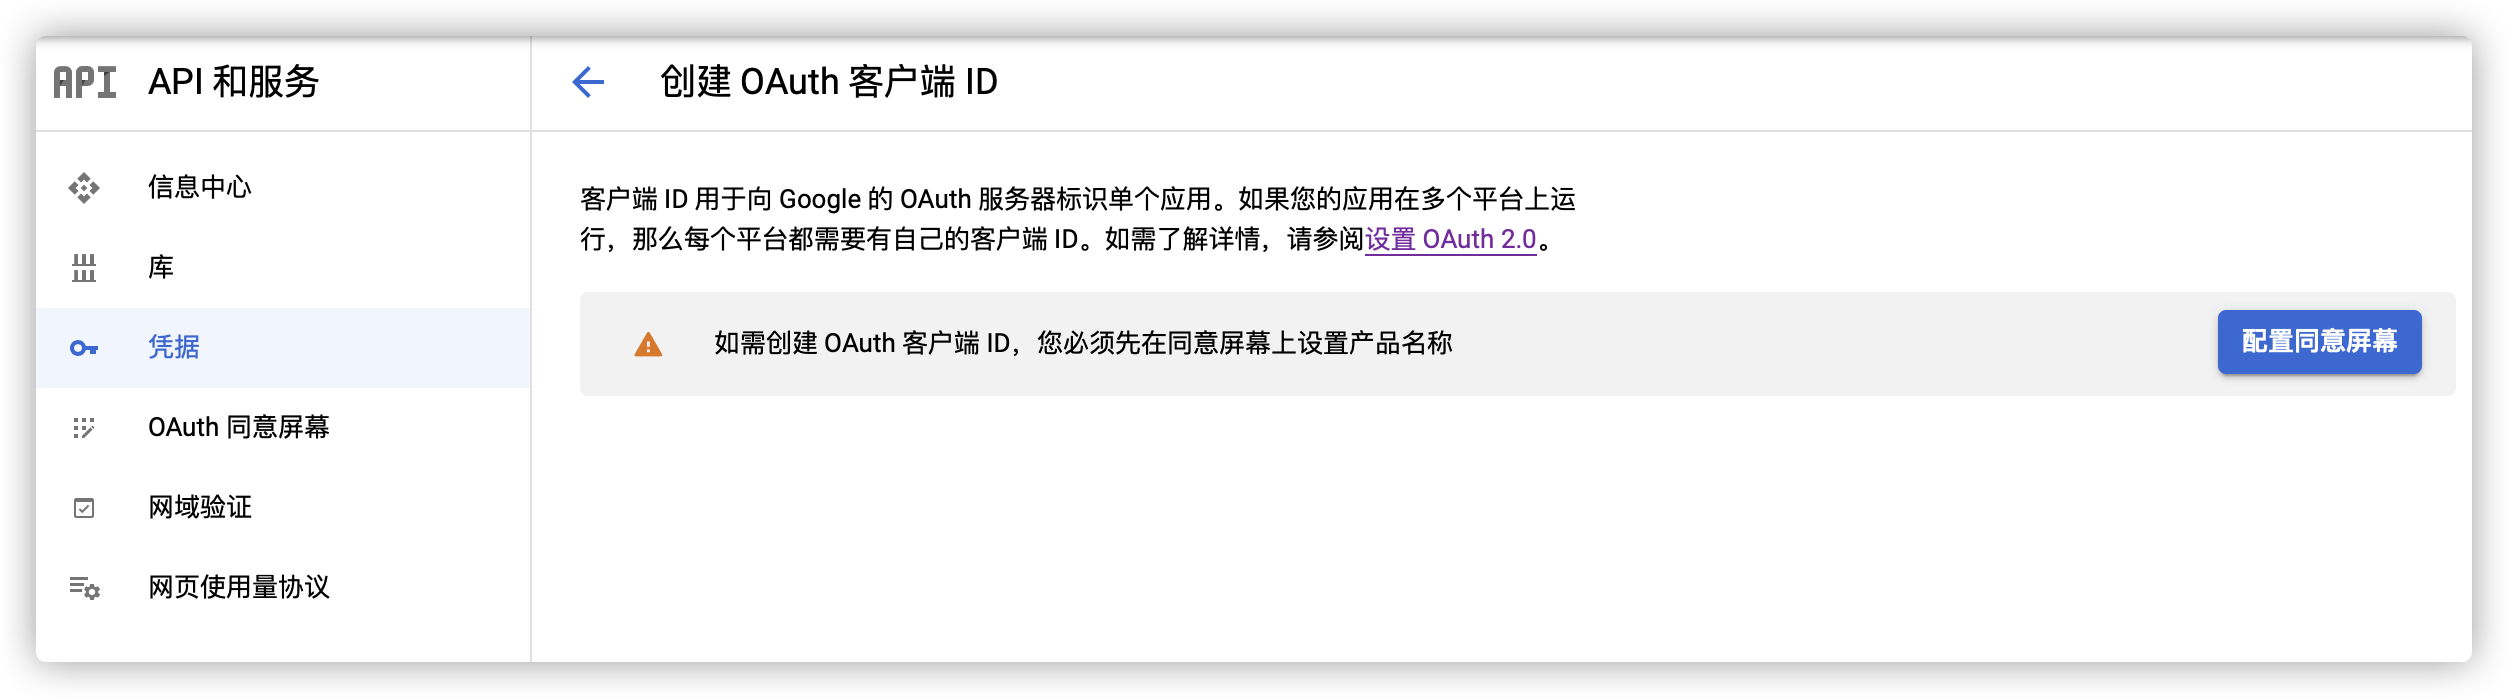 API API 和服务
创建 OAuth 客户端 ID
信息中心
库
凭据
OAuth 同意屏幕
网域验证
网页使用量协议
客户端 ID 用于向 Google 的 OAuth 服务器标识单个应用。如果您的应用在多个平台上运
行，那么每个平台都需要有自己的客户端 ID。如需了解详情，请参阅设置 OAuth 2.0。
如需创建 OAuth 客户端 ID，您必须先在同意屏幕上设置产品名称
配置同意屏幕